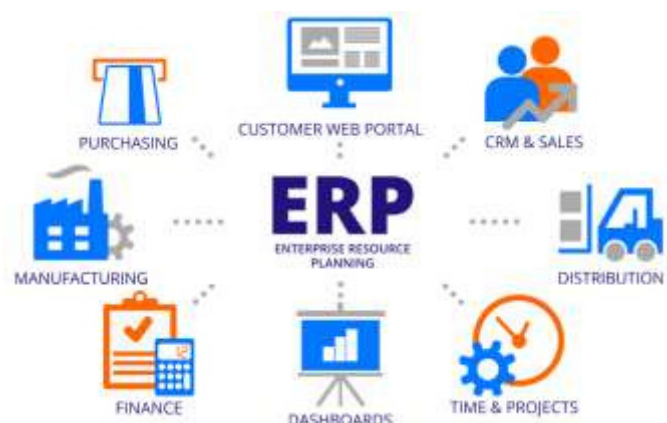 CUSTOMER WEB PORTAL
PURCHASING
CRM & SALES
ERP
ENTERPRISE RESOURCE
PLANNING
MANUFACTURING
DISTRIBUTION
FINANCE
DASHBOARDS
TIME & PROJECTS